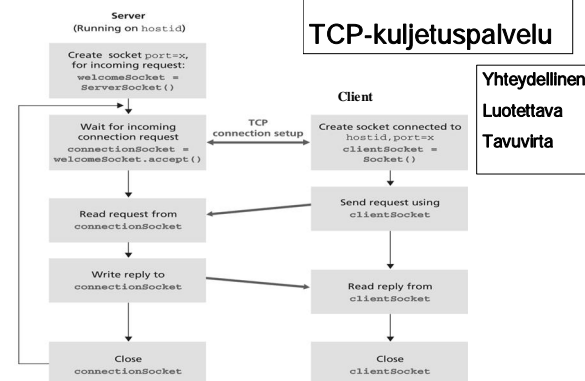 TCP-kuljetuspalvelu
Yhteydellinen
Luotettava
Tavuvirta
Server
(Running on hostid)
Create socket port=x,
for incoming request:
welcomeSocket =
ServerSocket()
Wait for incoming
connection request
connectionSocket =
welcomeSocket.accept()
TCP
connection setup
Client
Create socket connected to
hostid,port=x
clientSocket =
Socket()
Send request using
clientSocket
Read request from
connectionSocket
Write reply to
connectionSocket
Read reply from
clientSocket
Close
connectionSocket
Close
clientSocket